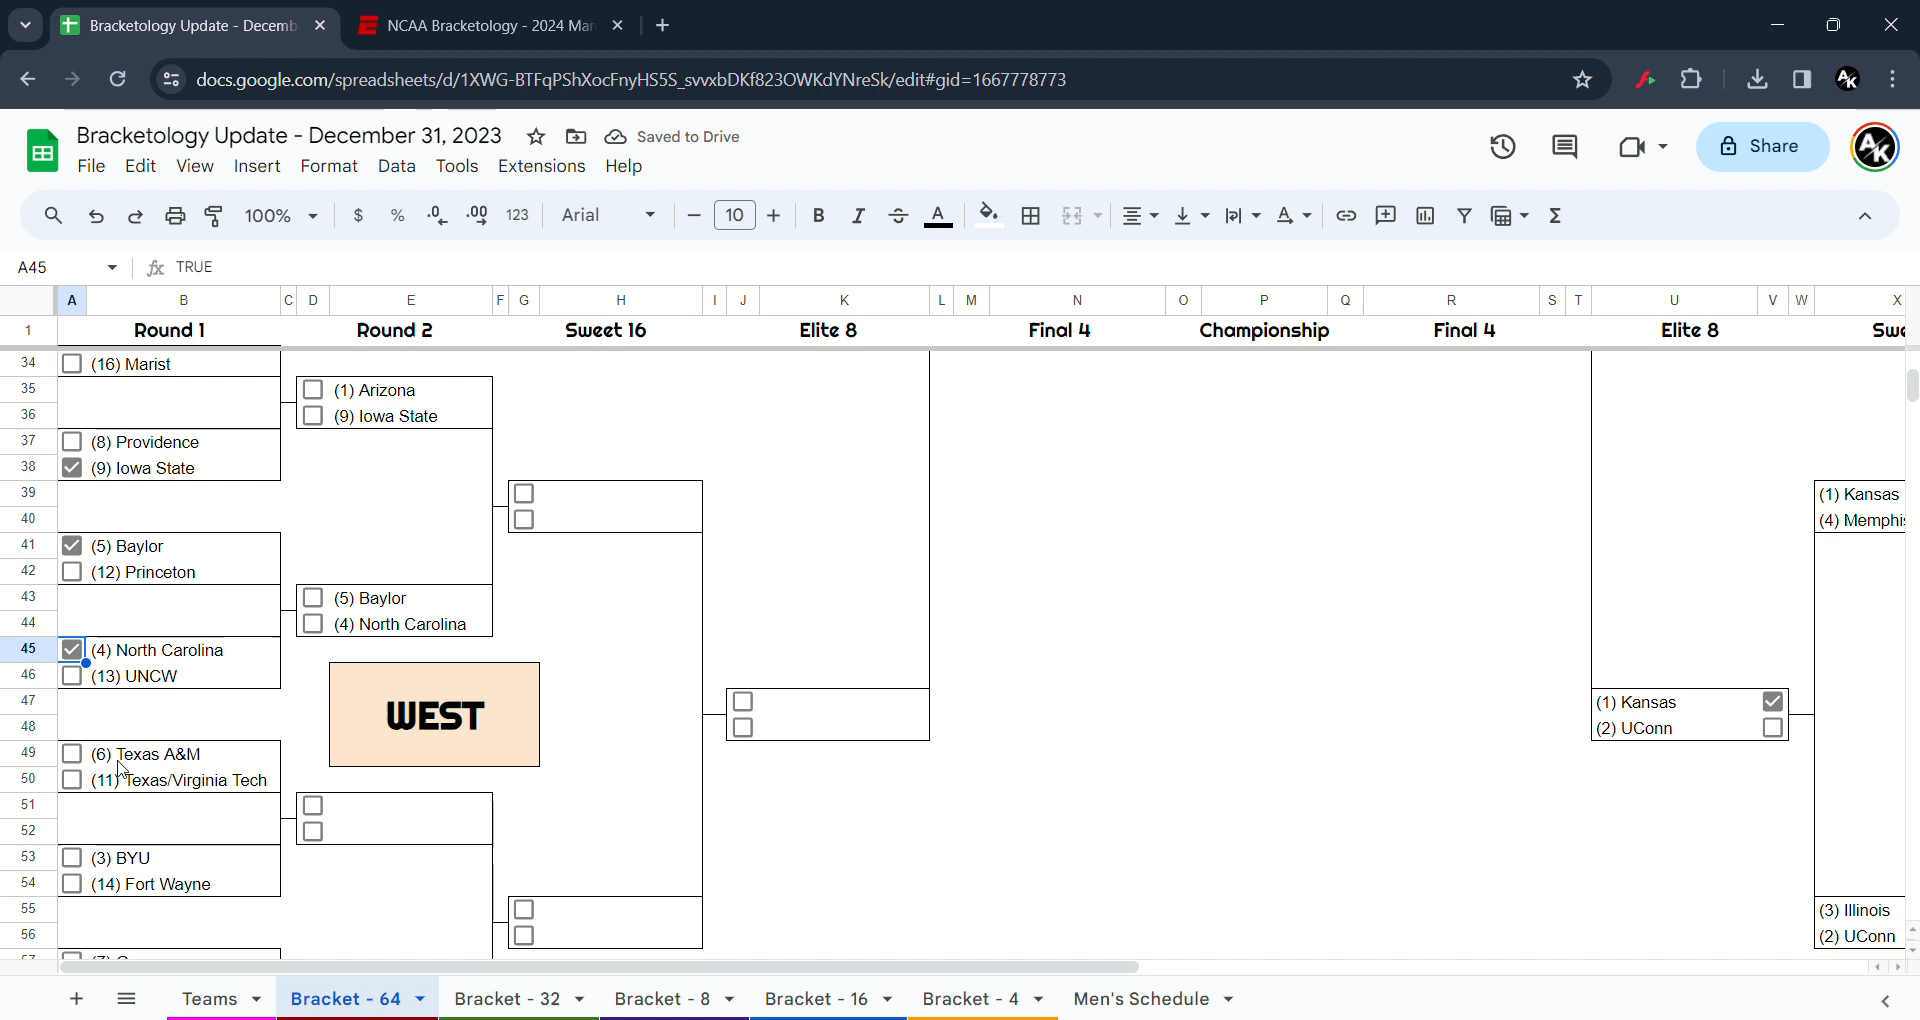 Bracketology Update - Decemb
NCAA Bracketology - 2024 Mar
docs.google.com/spreadsheets/d/1XWG-BTFqPShXocFnyHS5S_svvxbDKf823OWKdYNreSk/edit#gid=1667778773
AK
Bracketology Update - December 31, 2023
Saved to Drive
Share
AK
File Edit View Insert Format Data Tools Extensions Help
100% $ % .0 .00 123 Arial 10 B I S A
A45 fx TRUE
A B C D E F G H I J K L M N O P Q R S T U V W X
1 Round 1 Round 2 Sweet 16 Elite 8 Final 4 Championship Final 4 Elite 8 Swe
34 (16) Marist
35 (1) Arizona
36 (9) Iowa State
37 (8) Providence
38 (9) Iowa State
39 (1) Kansas
40 (4) Memphi
41 (5) Baylor
42 (12) Princeton
43 (5) Baylor
44 (4) North Carolina
45 (4) North Carolina
46 (13) UNCW
47 (1) Kansas
WEST
48 (2) UConn
49 (6) Texas A&M
50 (11) Texas/Virginia Tech
51
52
53 (3) BYU
54 (14) Fort Wayne
55 (3) Illinois
56 (2) UConn
Teams Bracket - 64 Bracket - 32 Bracket - 8 Bracket - 16 Bracket - 4 Men's Schedule